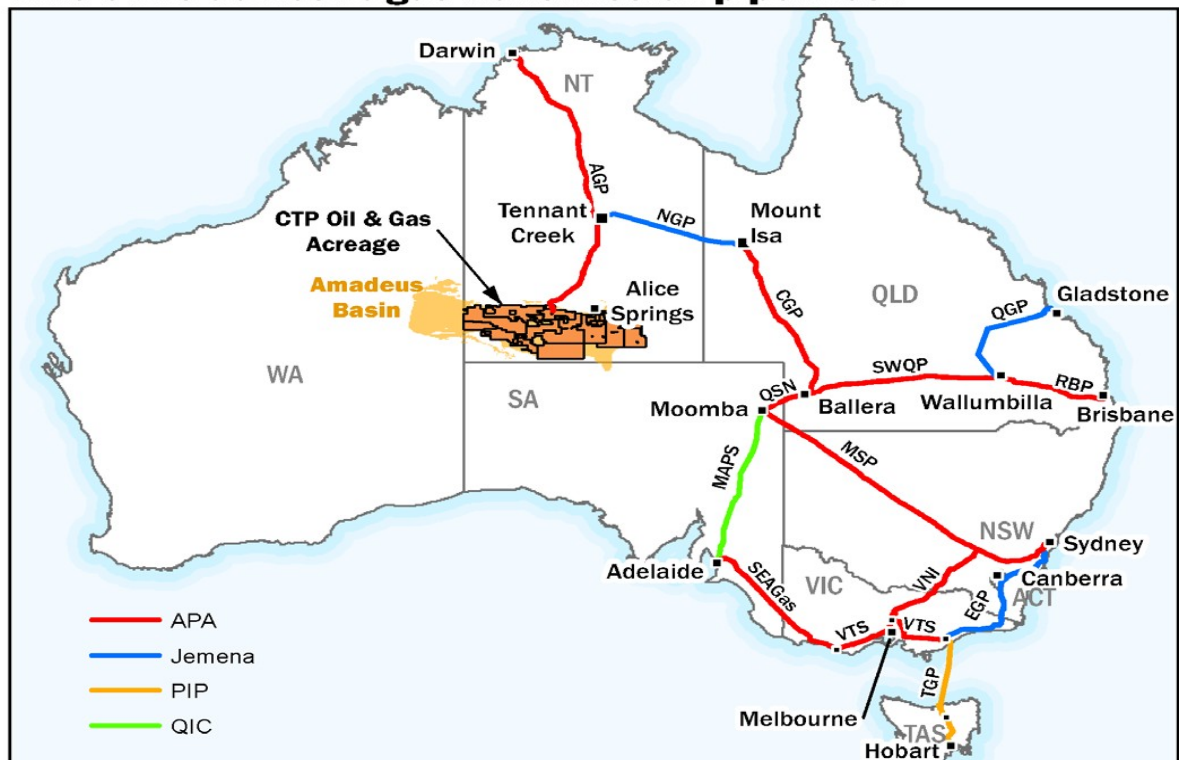 Darwin
NT
AGP
CTP Oil & Gas
Acreage
Tennant
Creek
NGP
Mount
Isa
Amadeus
Basin
Alice
Springs
CGP
QLD
QGP
Gladstone
WA
SA
SWQP
QSN
RBP
Moomba
Ballera
Wallumbilla
Brisbane
MAPS
MSP
NSW
Sydney
Adelaide
SEAGas
VIC
VNI
Canberra
ACT
EGP
VTS
VTS
TGP
Melbourne
TAS
Hobart
APA
Jemena
PIP
QIC